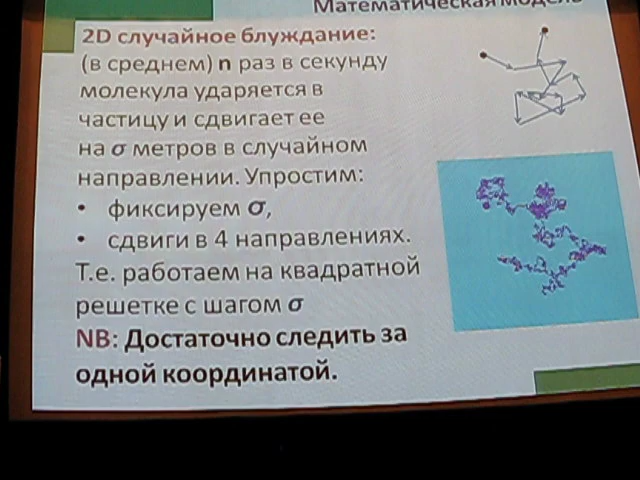 Математическая модель
2D случайное блуждание:
(в среднем) n раз в секунду
молекула ударяется в
частицу и сдвигает ее
на σ метров в случайном
направлении. Упростим:
• фиксируем σ,
• сдвиги в 4 направлениях.
Т.е. работаем на квадратной
решетке с шагом σ
NB: Достаточно следить за
одной координатой.